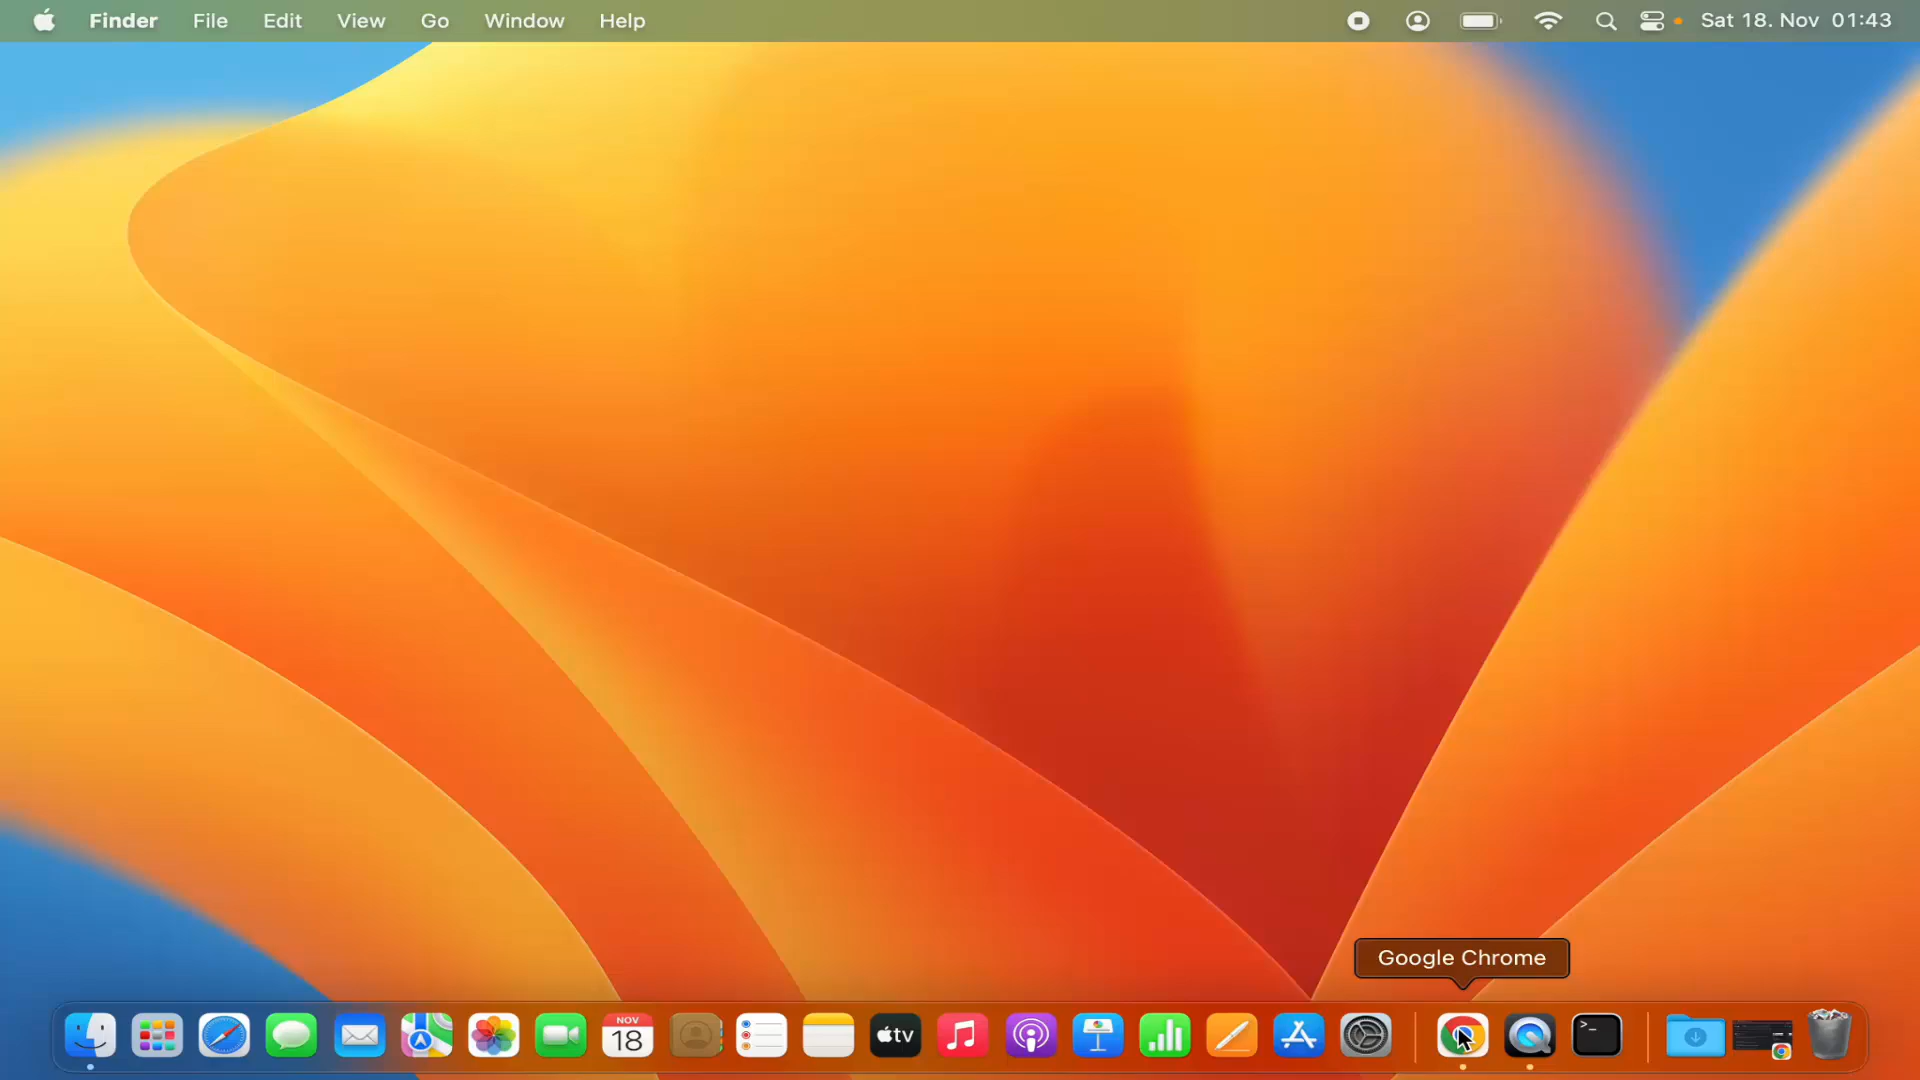 Finder File Edit View Go Window Help Sat 18. Nov 01:43
Google Chrome
NOV
18
tv
>_